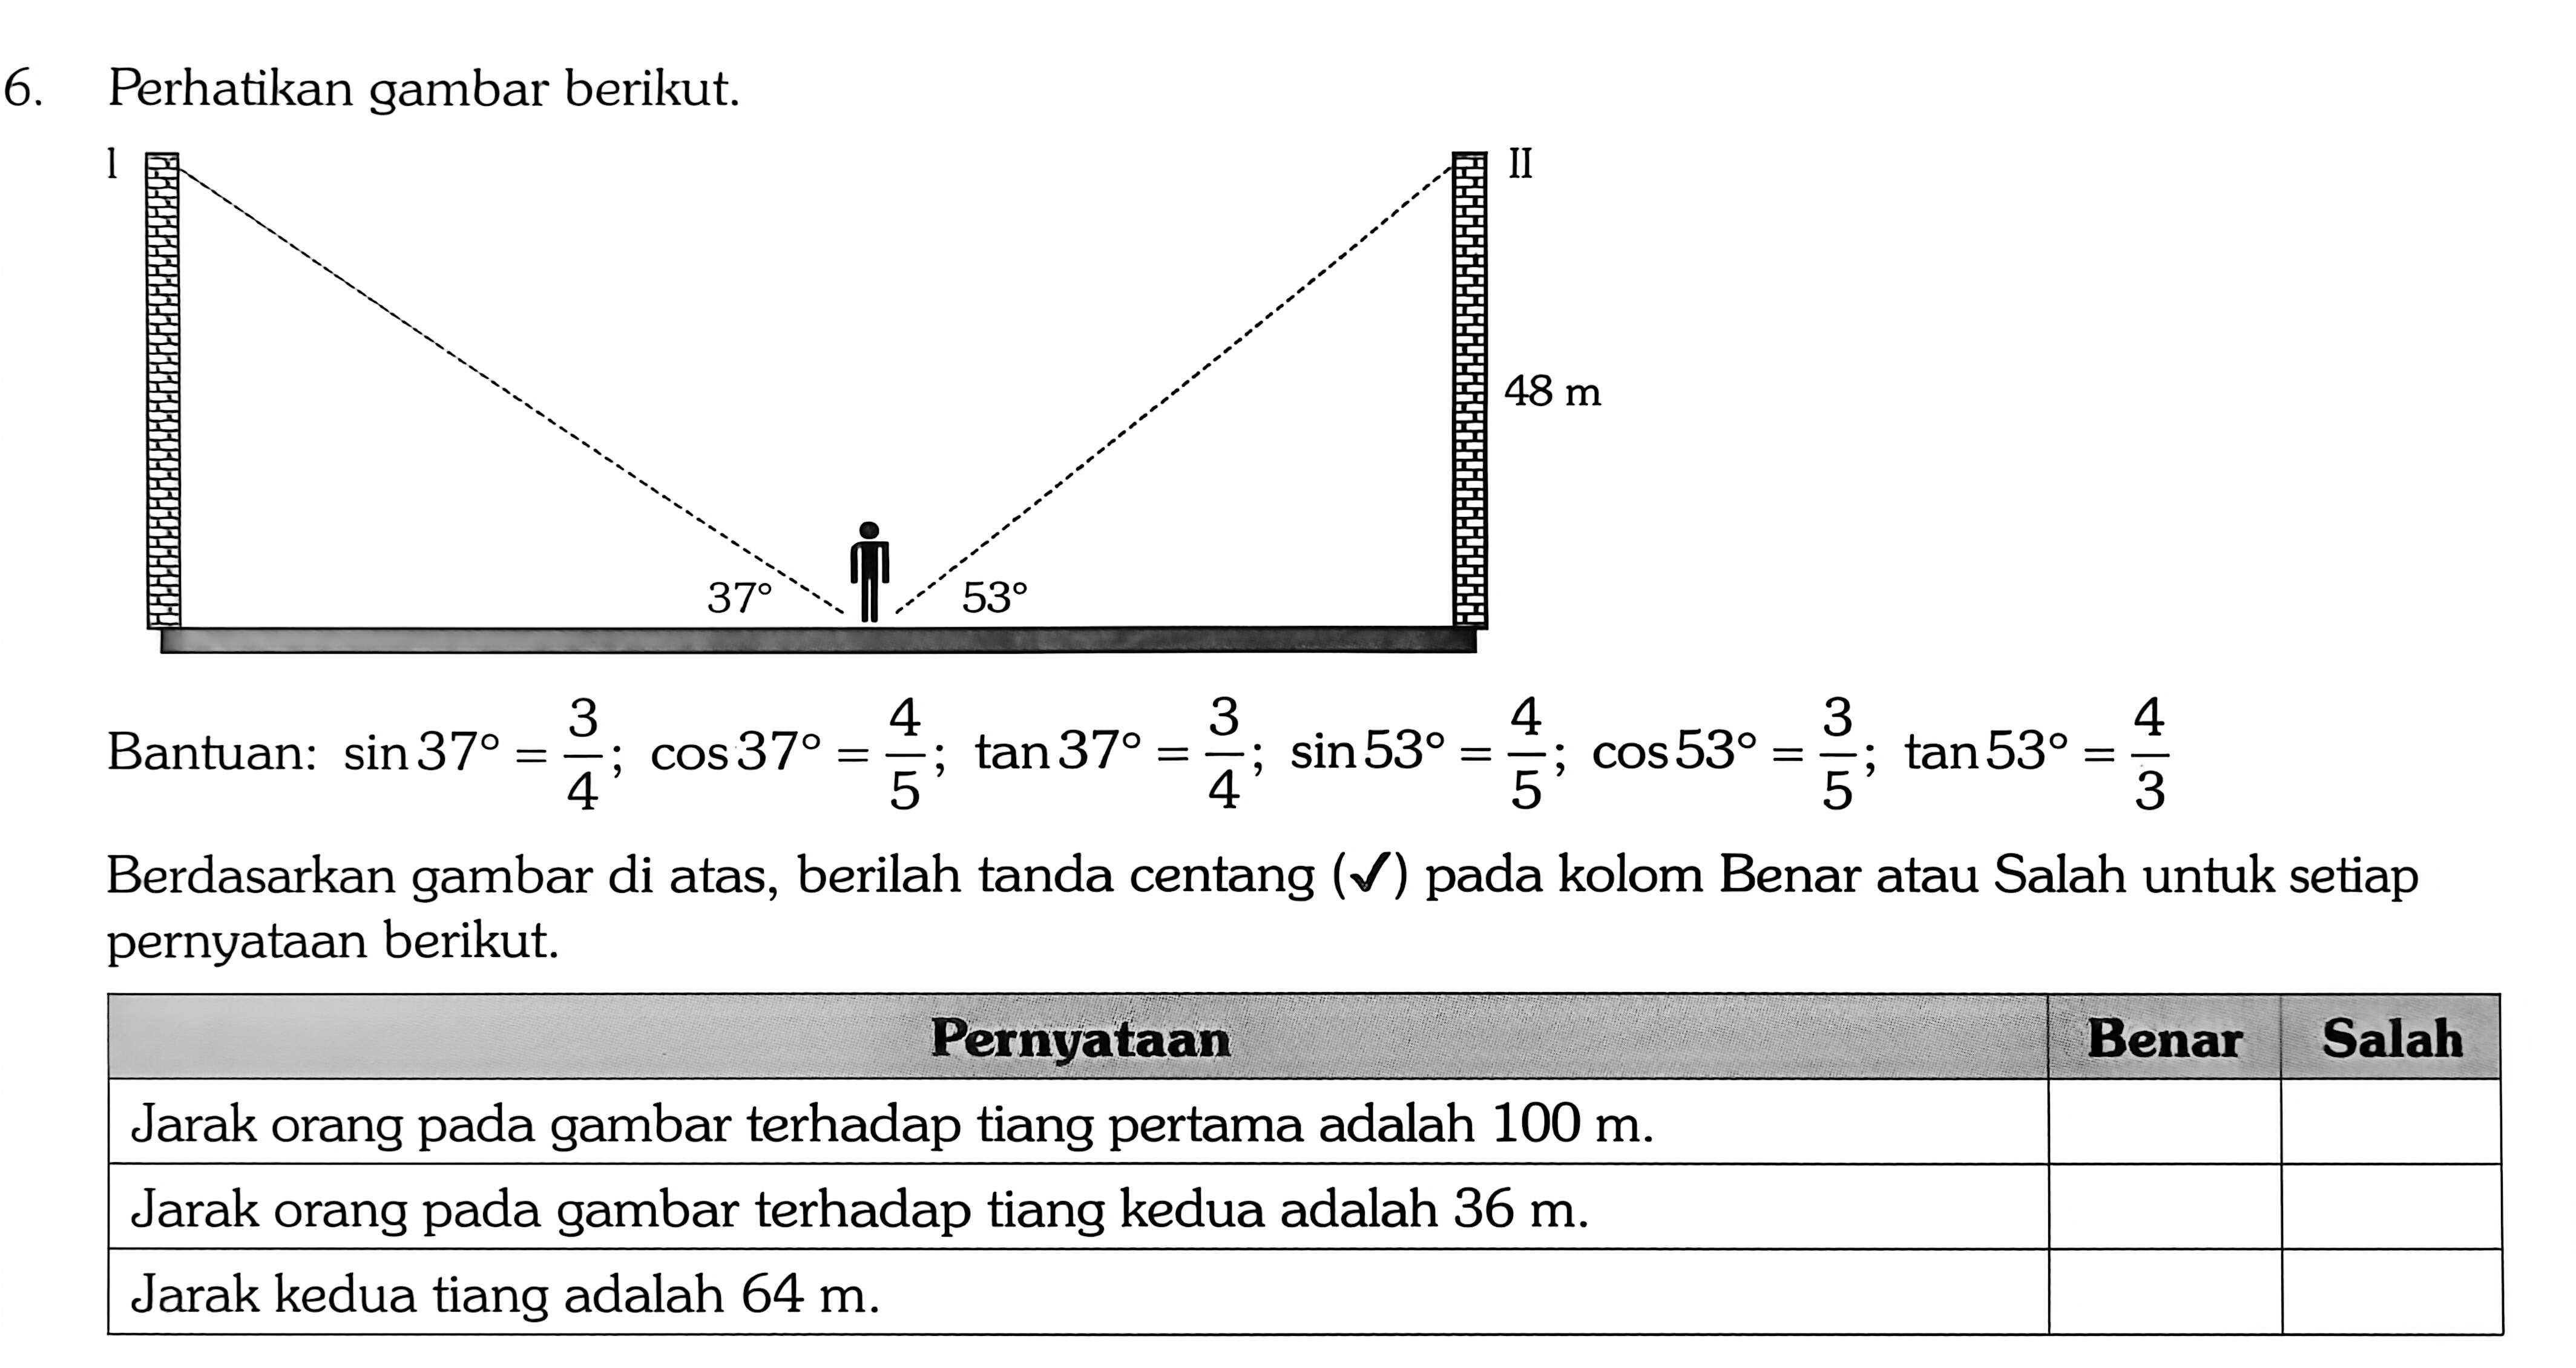 6. Perhatikan gambar berikut.
I
II
48 m
37°
53°
Bantuan: sin 37° = 3/4; cos 37° = 4/5; tan 37° = 3/4; sin 53° = 4/5; cos 53° = 3/5; tan 53° = 4/3
Berdasarkan gambar di atas, berilah tanda centang (✓) pada kolom Benar atau Salah untuk setiap
pernyataan berikut.
Pernyataan Benar Salah
Jarak orang pada gambar terhadap tiang pertama adalah 100 m.
Jarak orang pada gambar terhadap tiang kedua adalah 36 m.
Jarak kedua tiang adalah 64 m.